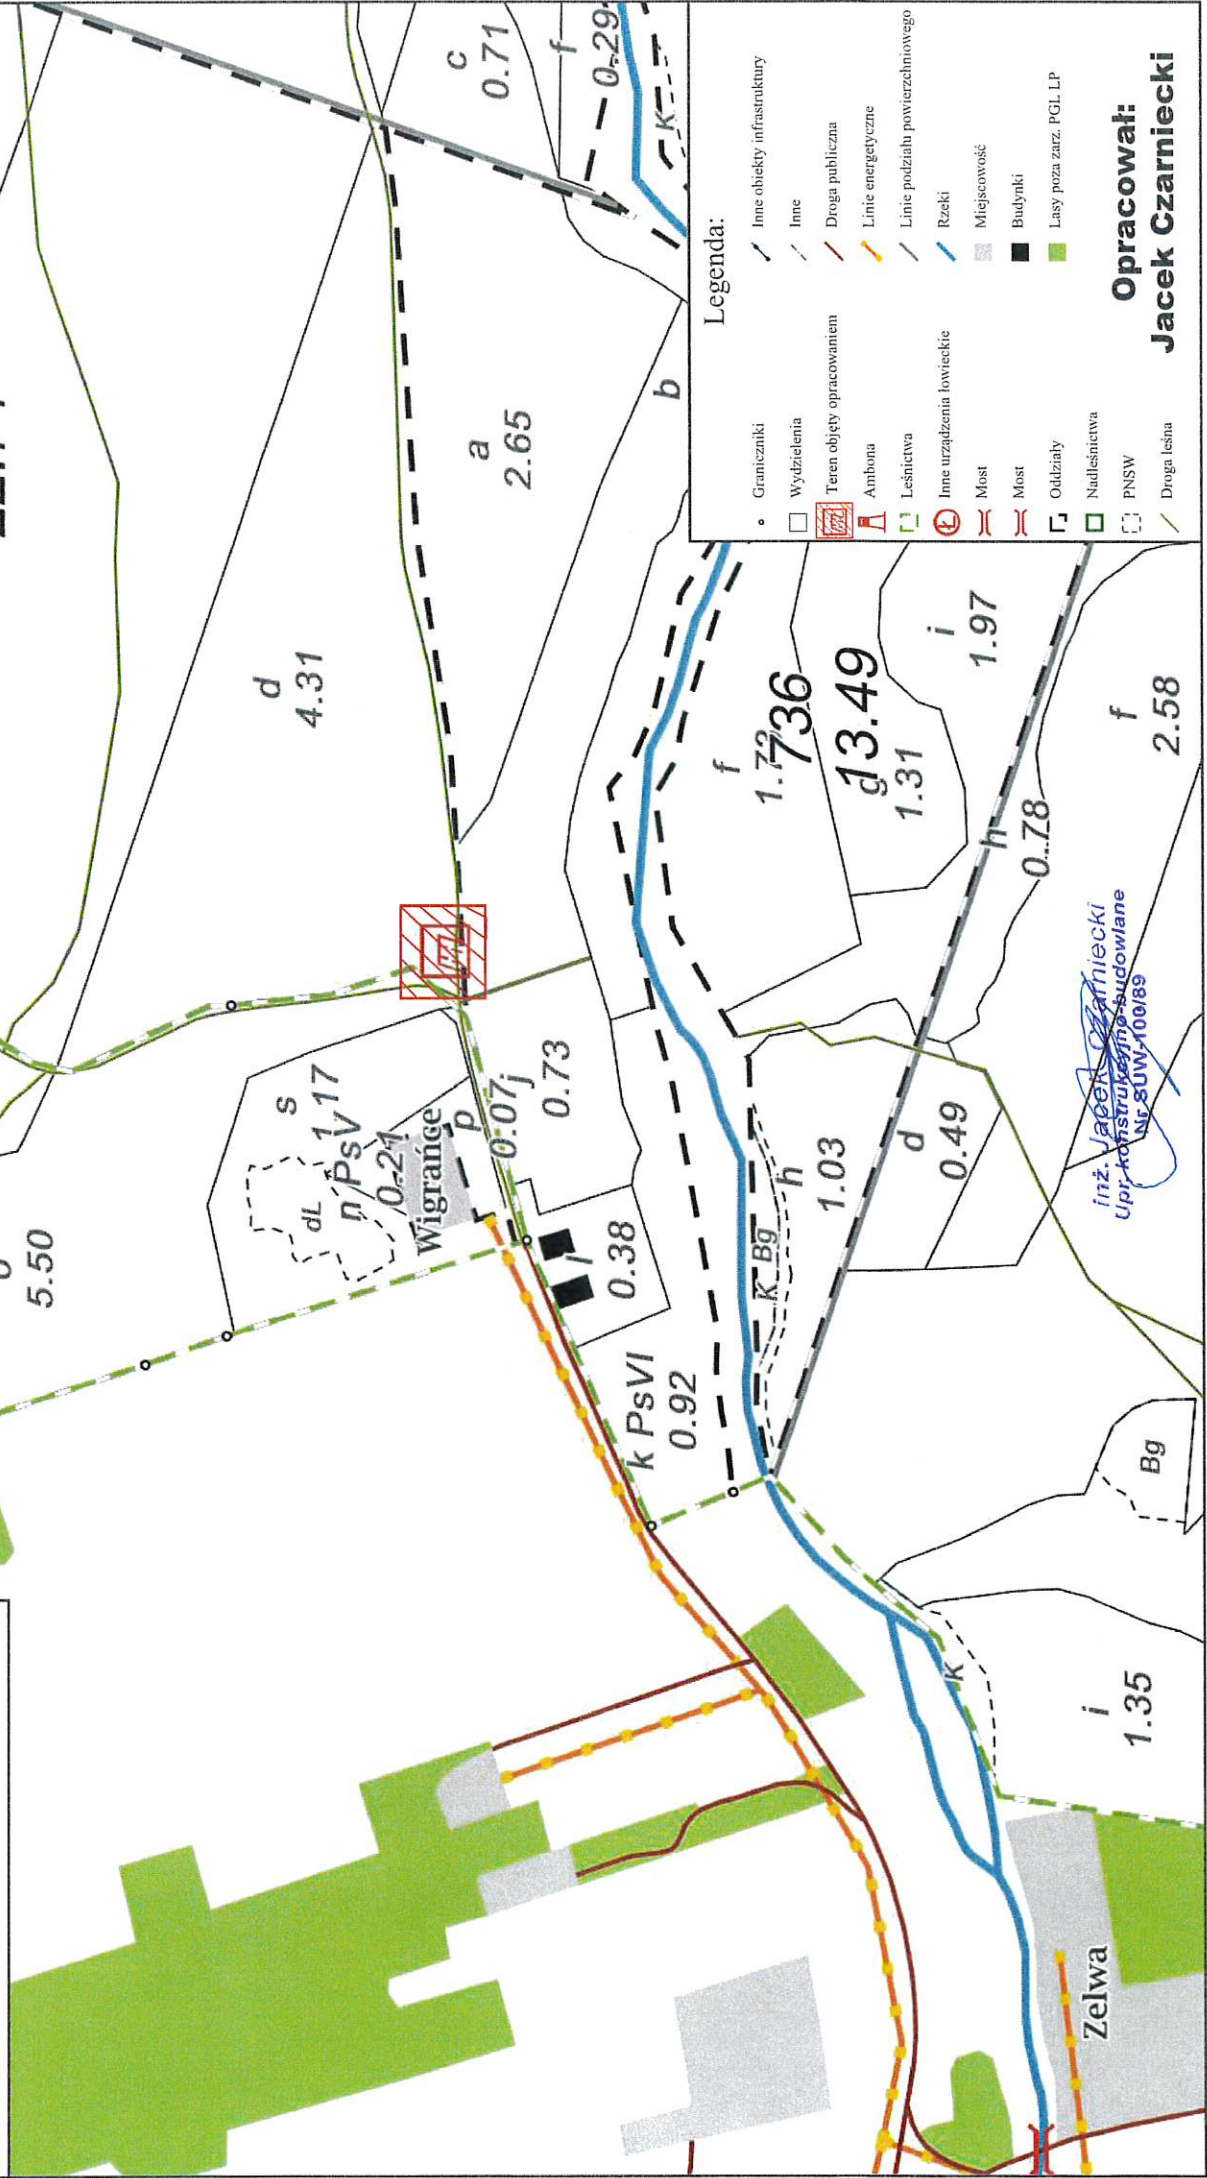 c
0.71
f
0.29
K
d
4.31
a
2.65
b
5.50
s
1.17
n PsV
0.21
dL
Wigrańce
p
0.07
j
0.73
l
0.38
k PsVI
0.92
K
Bg
h
1.03
d
0.49
f
1.73
736
13.49
g
1.31
i
1.97
h
0.78
f
2.58
Bg
k
i
1.35
Zelwa
inż. Jacek Czarniecki
Upr. konstrukcyjno-budowlane
Nr SUW-100/89
Legenda:
Graniczniki
Wydzielenia
Teren objęty opracowaniem
Ambona
Leśnictwa
Ł
Inne urządzenia łowieckie
Most
Most
Oddziały
Nadleśnictwa
PNSW
Droga leśna
Inne obiekty infrastruktury
Inne
Droga publiczna
Linie energetyczne
Linie podziału powierzchniowego
Rzeki
Miejscowość
Budynki
Lasy poza zarz. PGL LP
Opracował:
Jacek Czarniecki